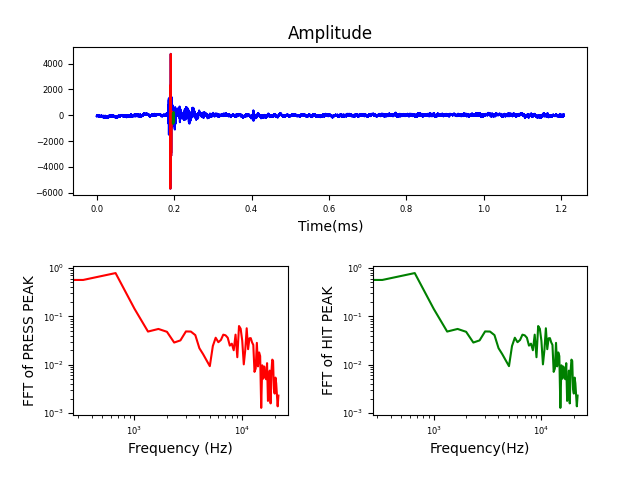 Amplitude
4000
2000
0
−2000
−4000
−6000
0.0 0.2 0.4 0.6 0.8 1.0 1.2
Time(ms)
FFT of PRESS PEAK
10⁰
10⁻¹
10⁻²
10⁻³
10³ 10⁴
Frequency (Hz)
FFT of HIT PEAK
10⁰
10⁻¹
10⁻²
10⁻³
10³ 10⁴
Frequency(Hz)